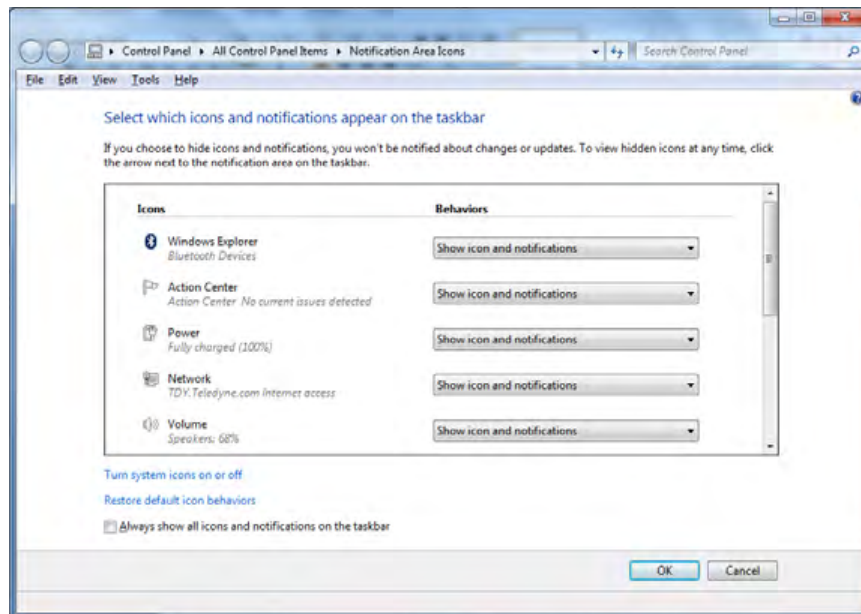 Control Panel ▸ All Control Panel Items ▸ Notification Area Icons
Search Control Panel
File Edit View Tools Help
Select which icons and notifications appear on the taskbar
If you choose to hide icons and notifications, you won't be notified about changes or updates. To view hidden icons at any time, click
the arrow next to the notification area on the taskbar.
Icons Behaviors
Windows Explorer
Bluetooth Devices
Show icon and notifications
Action Center
Action Center No current issues detected
Show icon and notifications
Power
Fully charged (100%)
Show icon and notifications
Network
TDY.Teledyne.com Internet access
Show icon and notifications
Volume
Speakers: 68%
Show icon and notifications
Turn system icons on or off
Restore default icon behaviors
Always show all icons and notifications on the taskbar
OK Cancel